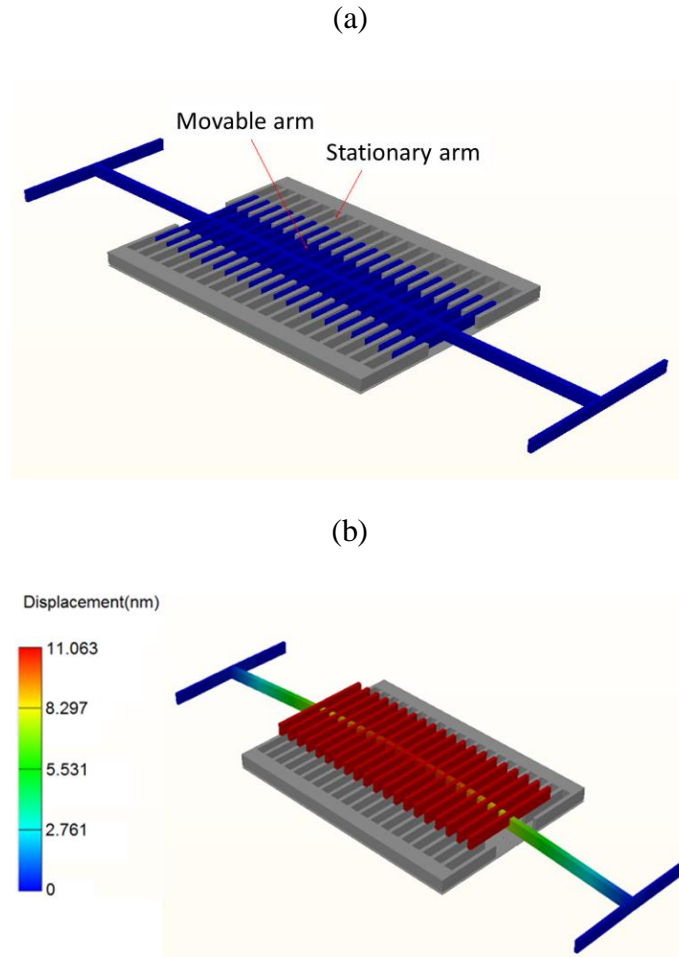 (a)
Movable arm
Stationary arm
(b)
Displacement(nm)
11.063
8.297
5.531
2.761
0